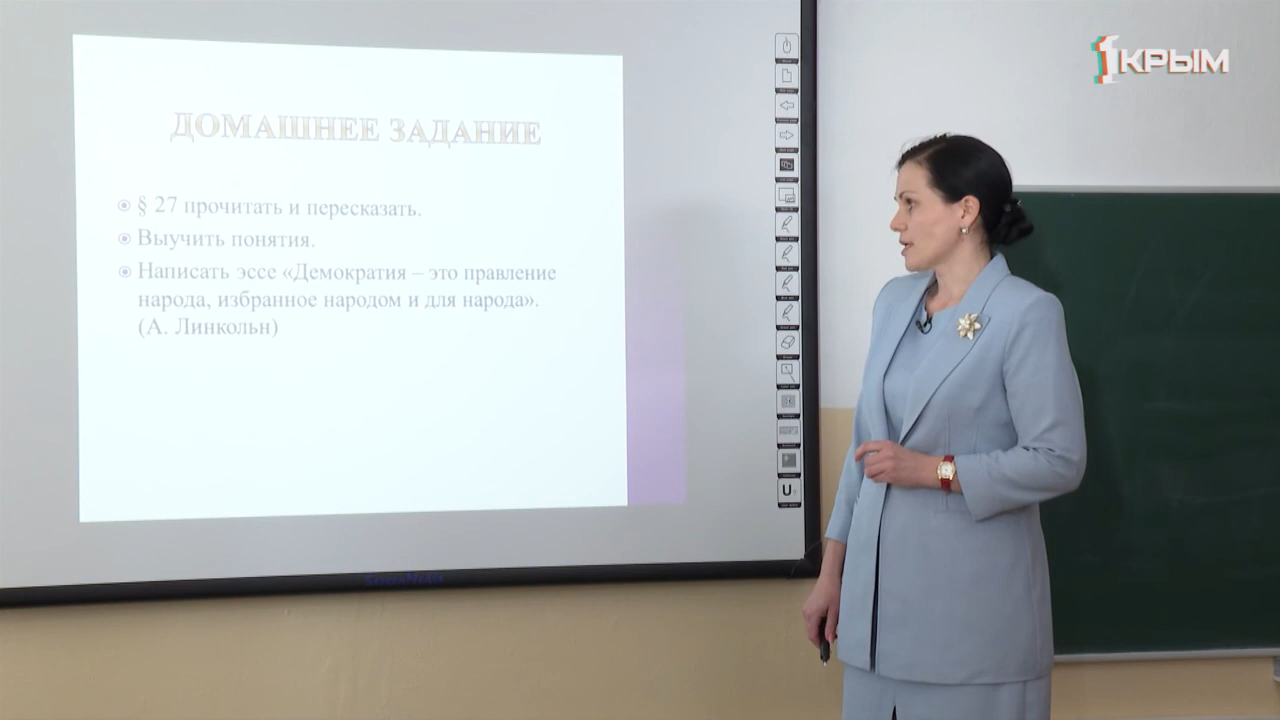 1КРЫМ
ДОМАШНЕЕ ЗАДАНИЕ
§ 27 прочитать и пересказать.
Выучить понятия.
Написать эссе «Демократия – это правление
народа, избранное народом и для народа».
(А. Линкольн)
U